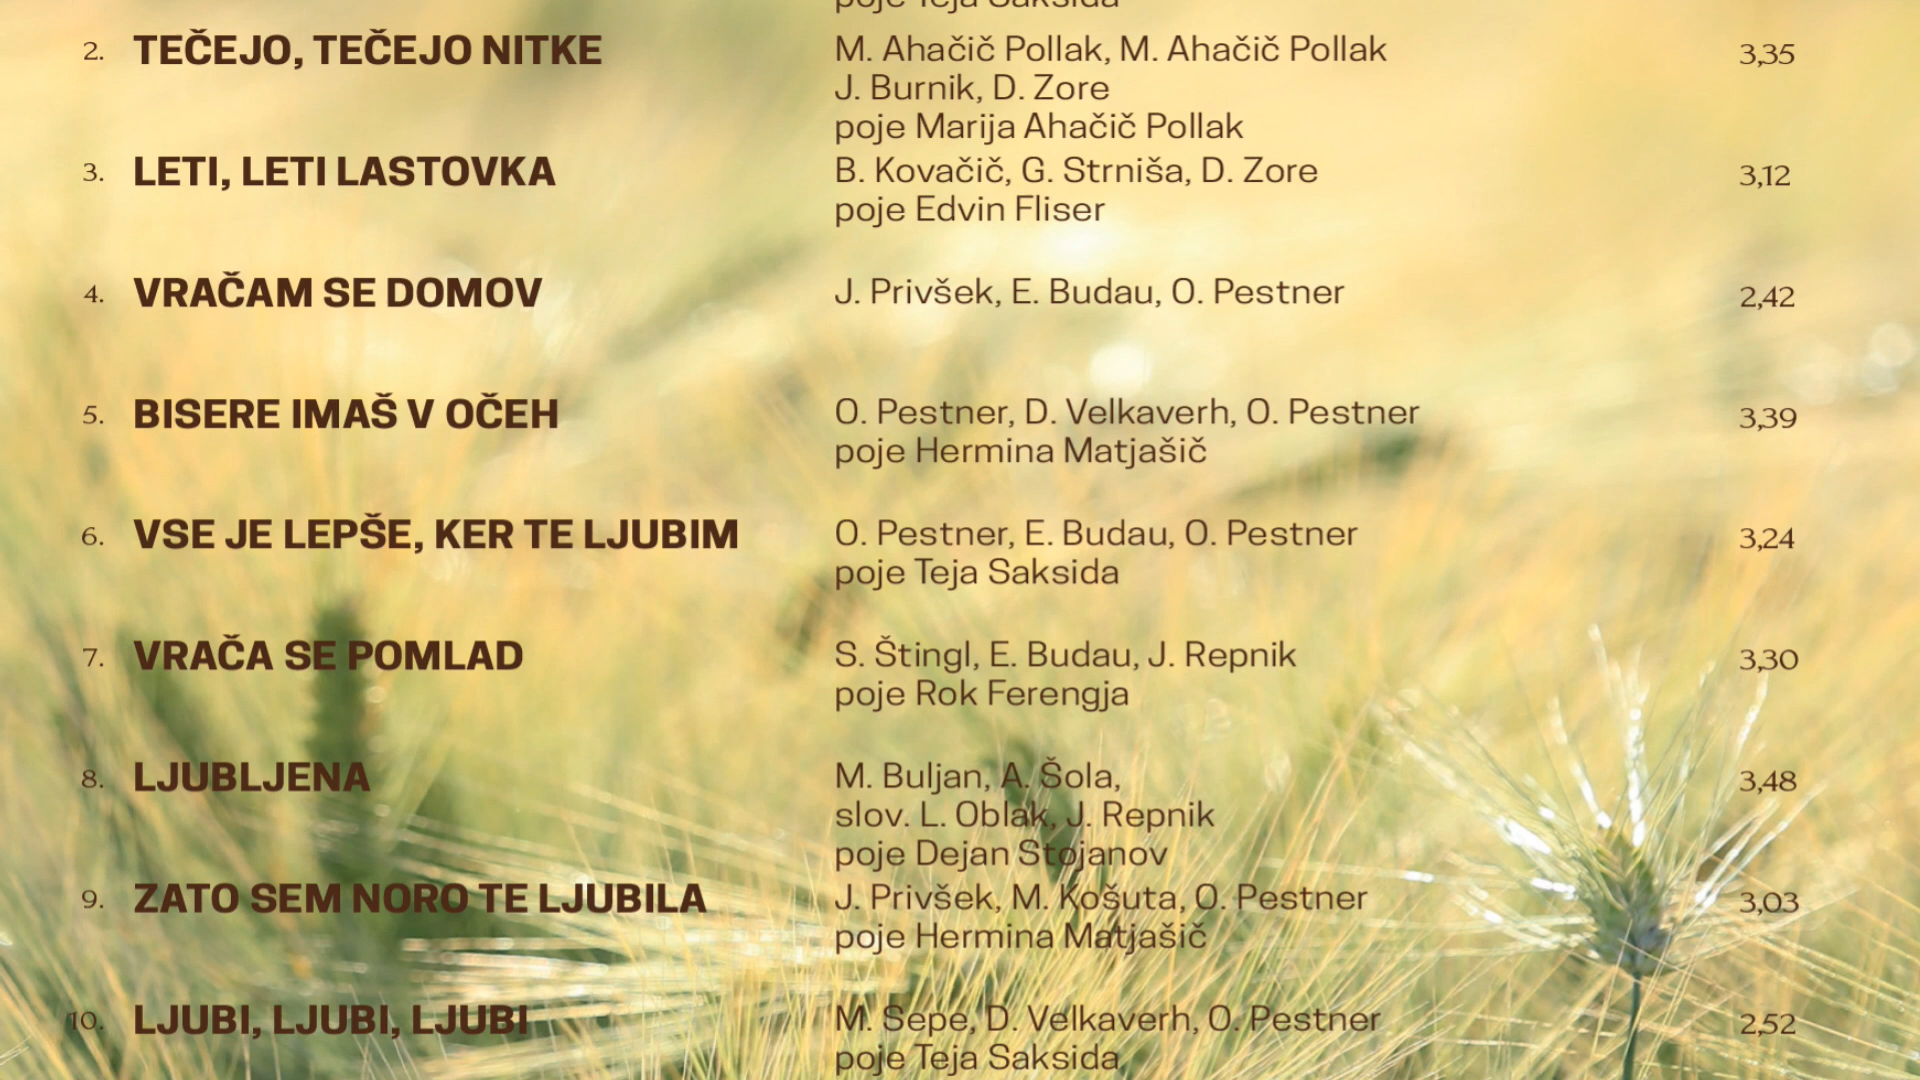 poje Teja Saksida
2. TEČEJO, TEČEJO NITKE M. Ahačič Pollak, M. Ahačič Pollak 3,35
J. Burnik, D. Zore
poje Marija Ahačič Pollak
3. LETI, LETI LASTOVKA B. Kovačič, G. Strniša, D. Zore 3,12
poje Edvin Fliser
4. VRAČAM SE DOMOV J. Privšek, E. Budau, O. Pestner 2,42
5. BISERE IMAŠ V OČEH O. Pestner, D. Velkaverh, O. Pestner 3,39
poje Hermina Matjašič
6. VSE JE LEPŠE, KER TE LJUBIM O. Pestner, E. Budau, O. Pestner 3,24
poje Teja Saksida
7. VRAČA SE POMLAD S. Štingl, E. Budau, J. Repnik 3,30
poje Rok Ferengja
8. LJUBLJENA M. Buljan, A. Šola, 3,48
slov. L. Oblak, J. Repnik
poje Dejan Stojanov
9. ZATO SEM NORO TE LJUBILA J. Privšek, M. Košuta, O. Pestner 3,03
poje Hermina Matjašič
10. LJUBI, LJUBI, LJUBI M. Sepe, D. Velkaverh, O. Pestner 2,52
poje Teja Saksida